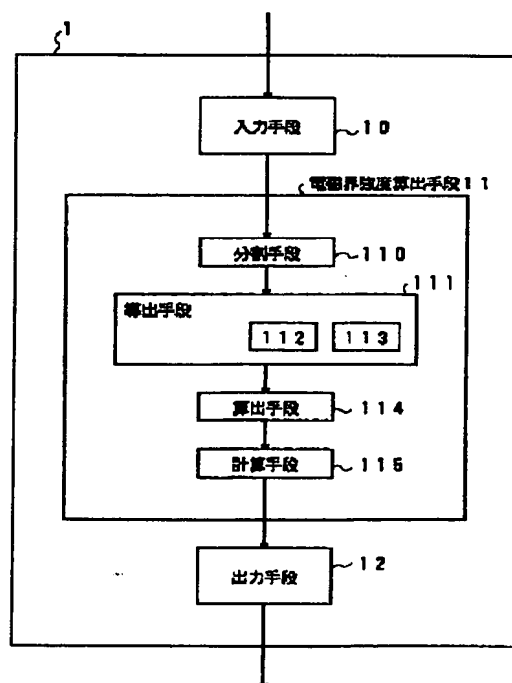 1
入力手段 10
電磁界強度算出手段11
分割手段 110
111
導出手段
112 113
算出手段 114
計算手段 115
出力手段 12